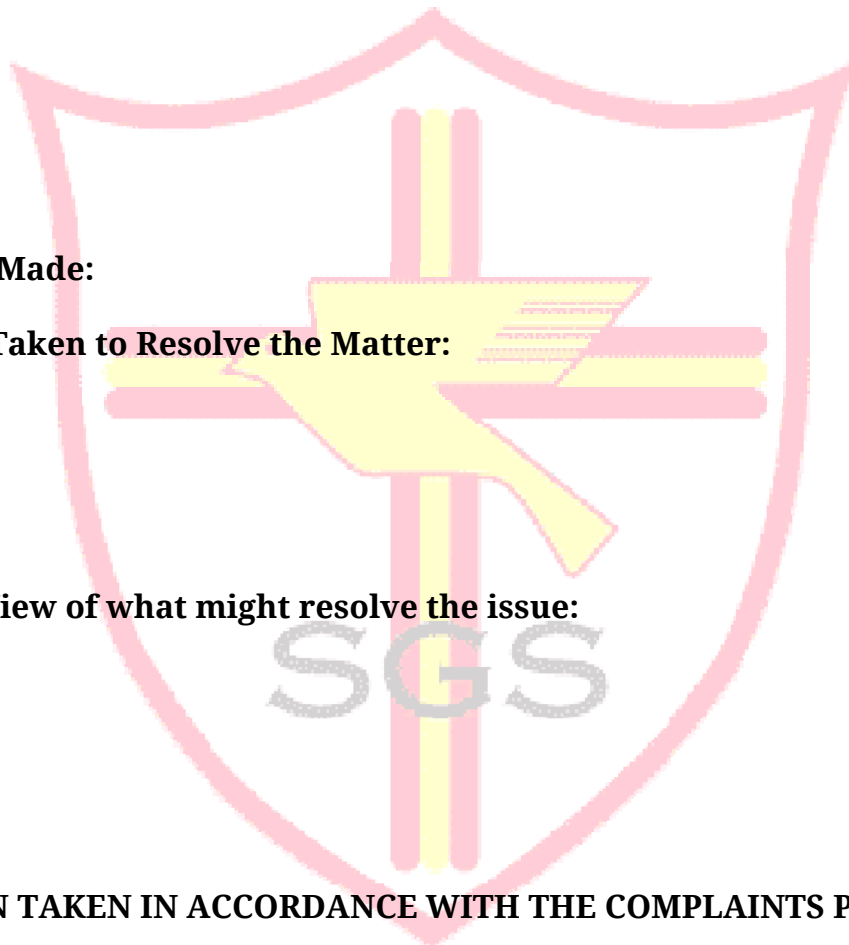 Made:
Taken to Resolve the Matter:
iew of what might resolve the issue:
SGS
N TAKEN IN ACCORDANCE WITH THE COMPLAINTS P